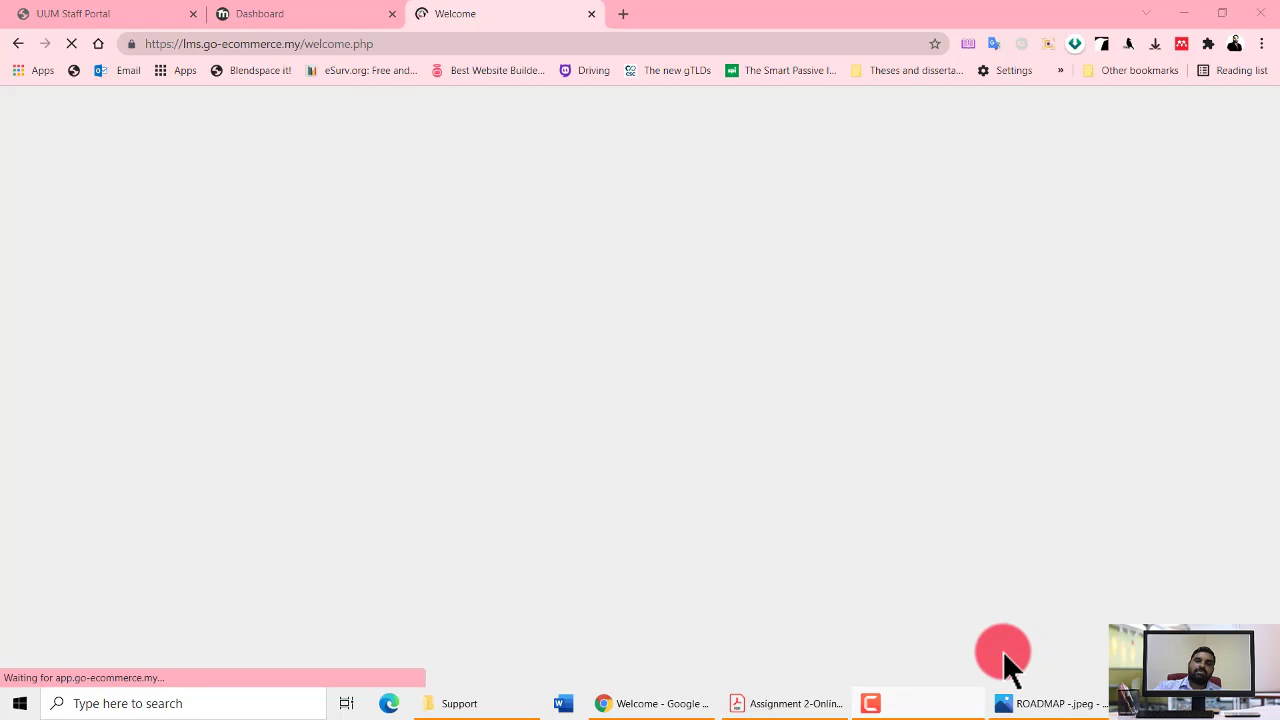 UUM Staff Portal
Dashboard
Welcome
https://lms.go-ecommerce.my/welcome.php
Apps
Email
Apps
Blendspace it!
eSurv.org: Free and...
Best Website Builde...
Driving
The new gTLDs
The Smart Passive I...
Theses and disserta...
Settings
»
Other bookmarks
Reading list
Waiting for app.go-ecommerce.my...
Type here to search
Welcome - Google ...
Assignment 2-Onlin...
ROADMAP -.jpeg - ...